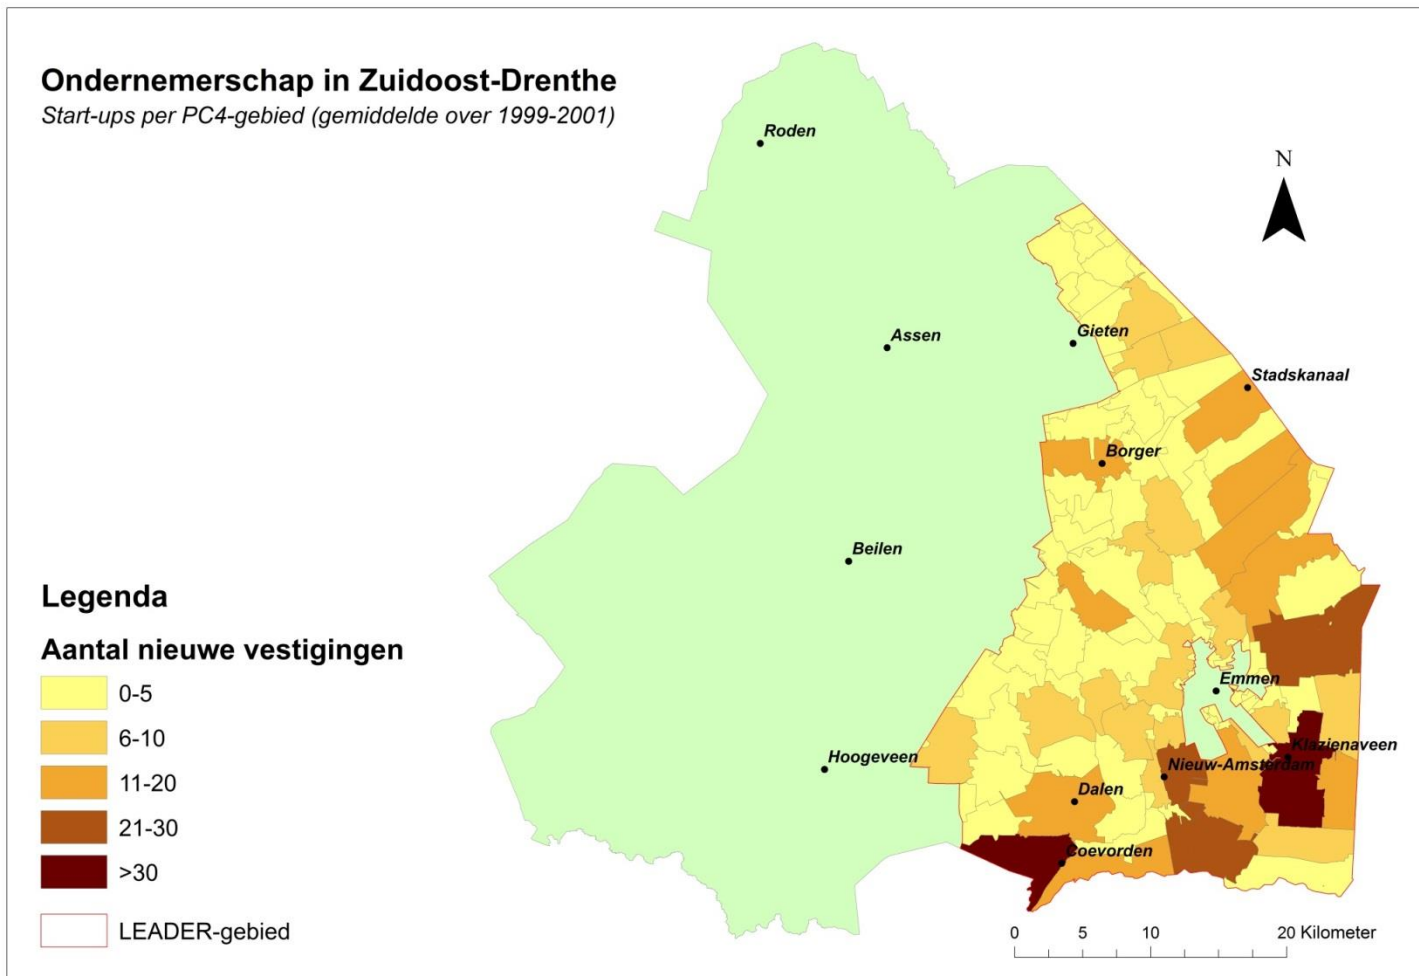 Ondernemerschap in Zuidoost-Drenthe
Start-ups per PC4-gebied (gemiddelde over 1999-2001)
Roden
N
Assen
Gieten
Stadskanaal
Borger
Beilen
Emmen
Klazienaveen
Hoogeveen
Nieuw-Amsterdam
Dalen
Coevorden
Legenda
Aantal nieuwe vestigingen
0-5
6-10
11-20
21-30
>30
LEADER-gebied
0 5 10 20 Kilometer